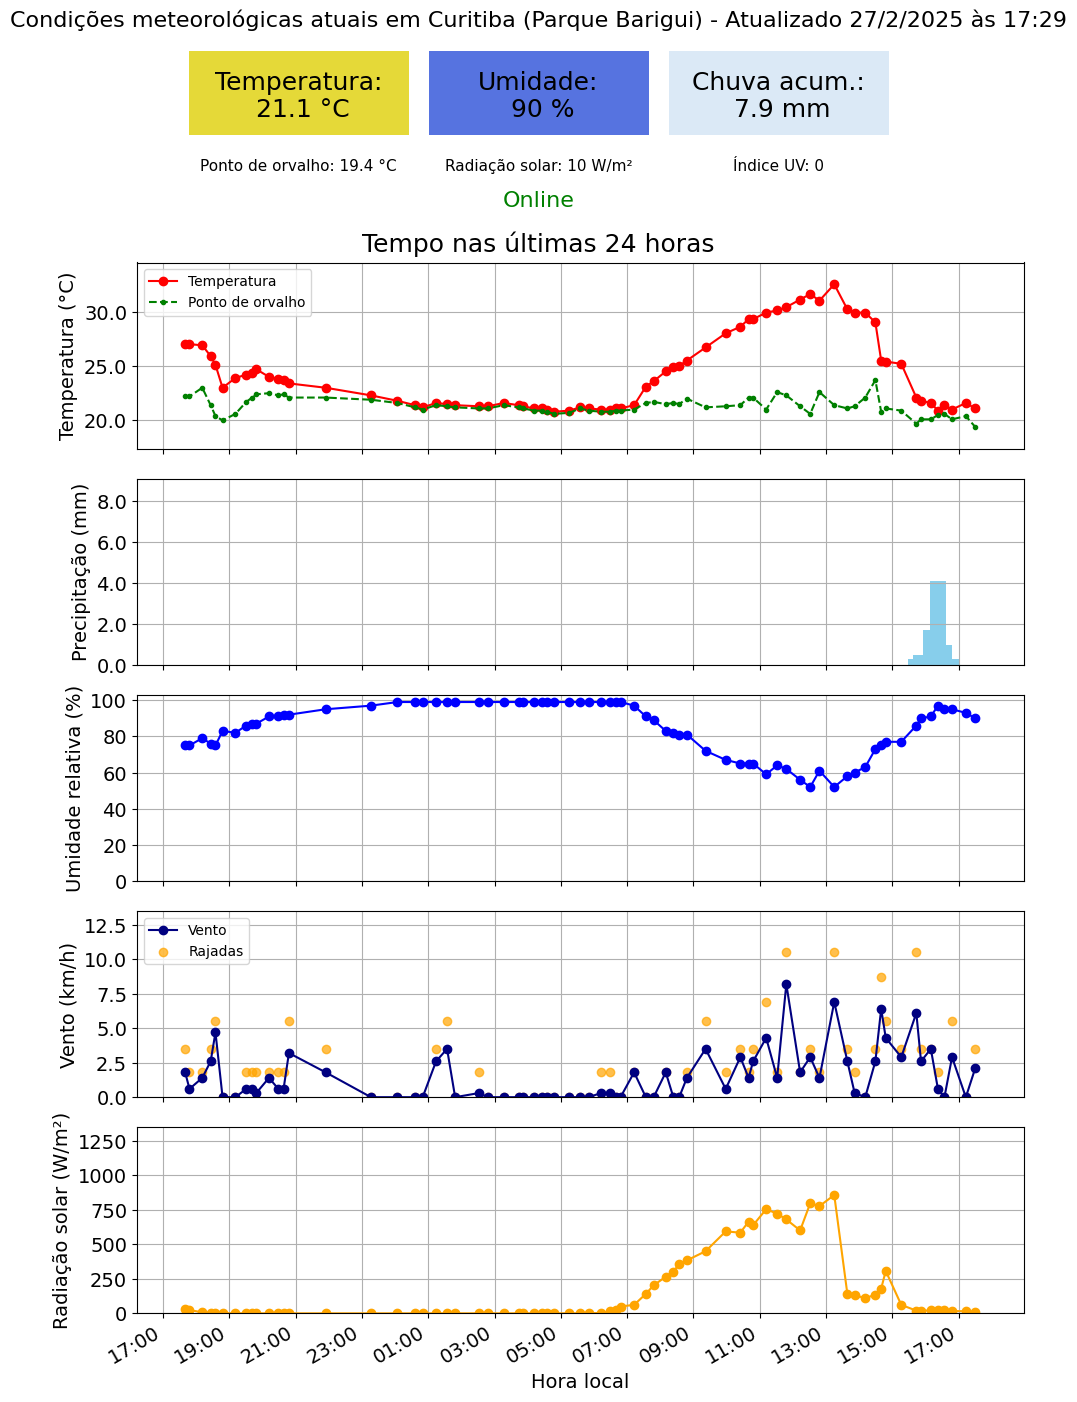 Condições meteorológicas atuais em Curitiba (Parque Barigui) - Atualizado 27/2/2025 às 17:29
Temperatura:
21.1 °C
Umidade:
90 %
Chuva acum.:
7.9 mm
Ponto de orvalho: 19.4 °C
Radiação solar: 10 W/m²
Índice UV: 0
Online
Tempo nas últimas 24 horas
Temperatura (°C)
30.0
25.0
20.0
Temperatura
Ponto de orvalho
Precipitação (mm)
8.0
6.0
4.0
2.0
0.0
Umidade relativa (%)
100
80
60
40
20
0
Vento (km/h)
12.5
10.0
7.5
5.0
2.5
0.0
Vento
Rajadas
Radiação solar (W/m²)
1250
1000
750
500
250
0
17:00
19:00
21:00
23:00
01:00
03:00
05:00
07:00
09:00
11:00
13:00
15:00
17:00
Hora local